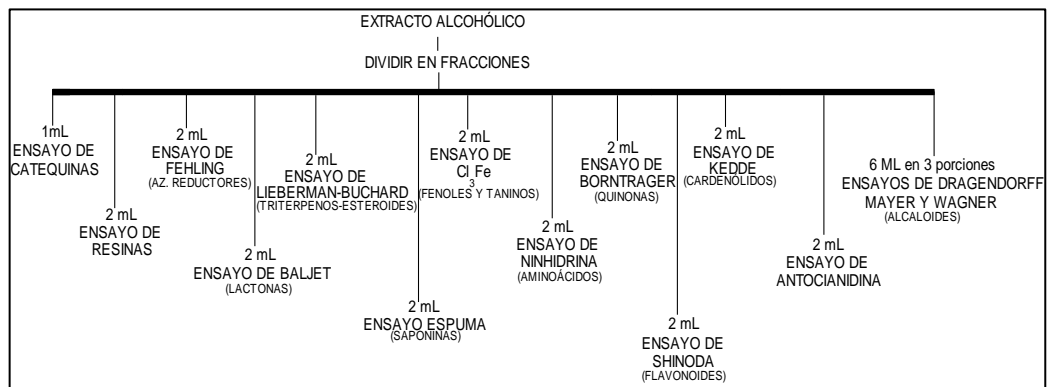 EXTRACTO ALCOHÓLICO
DIVIDIR EN FRACCIONES
1mL
ENSAYO DE
CATEQUINAS
2 mL
ENSAYO DE
RESINAS
2 mL
ENSAYO DE
FEHLING
(AZ. REDUCTORES)
2 mL
ENSAYO DE BALJET
(LACTONAS)
2 mL
ENSAYO DE
LIEBERMAN-BUCHARD
(TRITERPENOS-ESTEROIDES)
2 mL
ENSAYO ESPUMA
(SAPONINAS)
2 mL
ENSAYO DE
Cl Fe
3
(FENOLES Y TANINOS)
2 mL
ENSAYO DE
NINHIDRINA
(AMINOÁCIDOS)
2 mL
ENSAYO DE
BORNTRAGER
(QUINONAS)
2 mL
ENSAYO DE
SHINODA
(FLAVONOIDES)
2 mL
ENSAYO DE
KEDDE
(CARDENÓLIDOS)
2 mL
ENSAYO DE
ANTOCIANIDINA
6 ML en 3 porciones
ENSAYOS DE DRAGENDORFF
MAYER Y WAGNER
(ALCALOIDES)